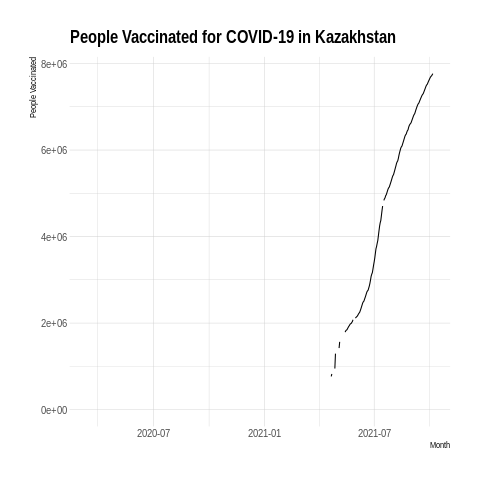 People Vaccinated for COVID-19 in Kazakhstan
People Vaccinated
8e+06
6e+06
4e+06
2e+06
0e+00
2020-07 2021-01 2021-07
Month